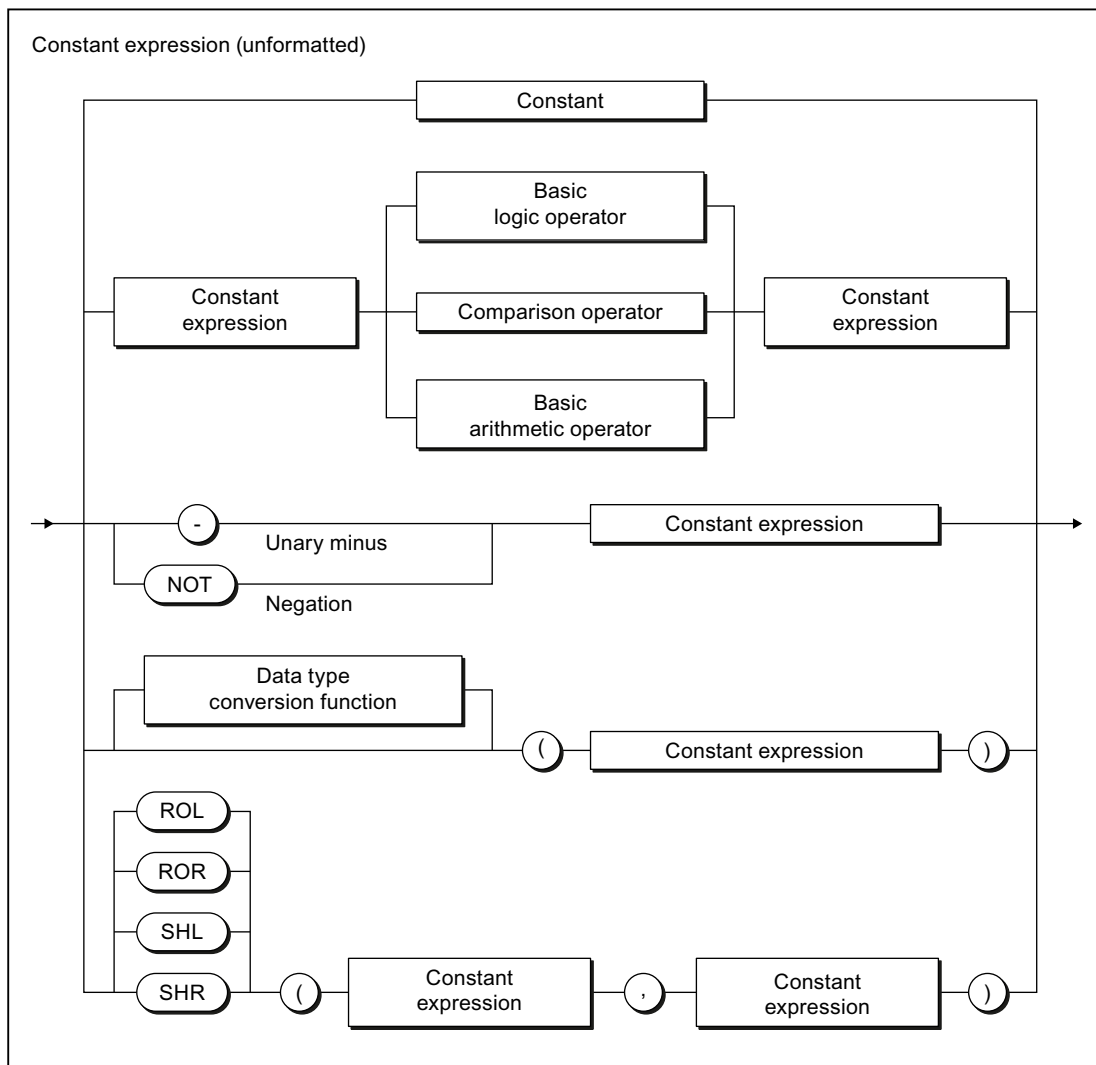 Constant expression (unformatted)
Constant
Basic
logic operator
Constant
expression
Comparison operator
Constant
expression
Basic
arithmetic operator
-
Unary minus
Constant expression
NOT
Negation
Data type
conversion function
(
Constant expression
)
ROL
ROR
SHL
SHR
(
Constant
expression
,
Constant
expression
)